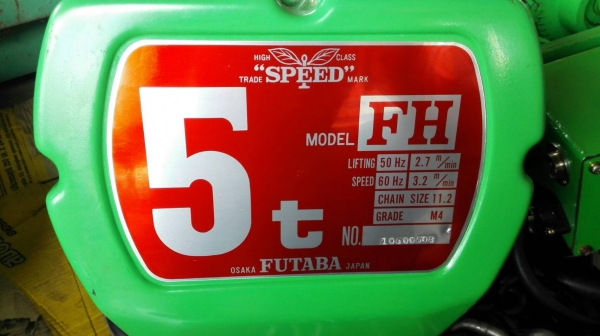 HIGH CLASS
"SPEED"
TRADE MARK
5 t
MODEL FH
LIFTING 50 Hz 2.7 m/min
SPEED 60 Hz 3.2 m/min
CHAIN SIZE 11.2
GRADE M4
NO.
OSAKA FUTABA JAPAN